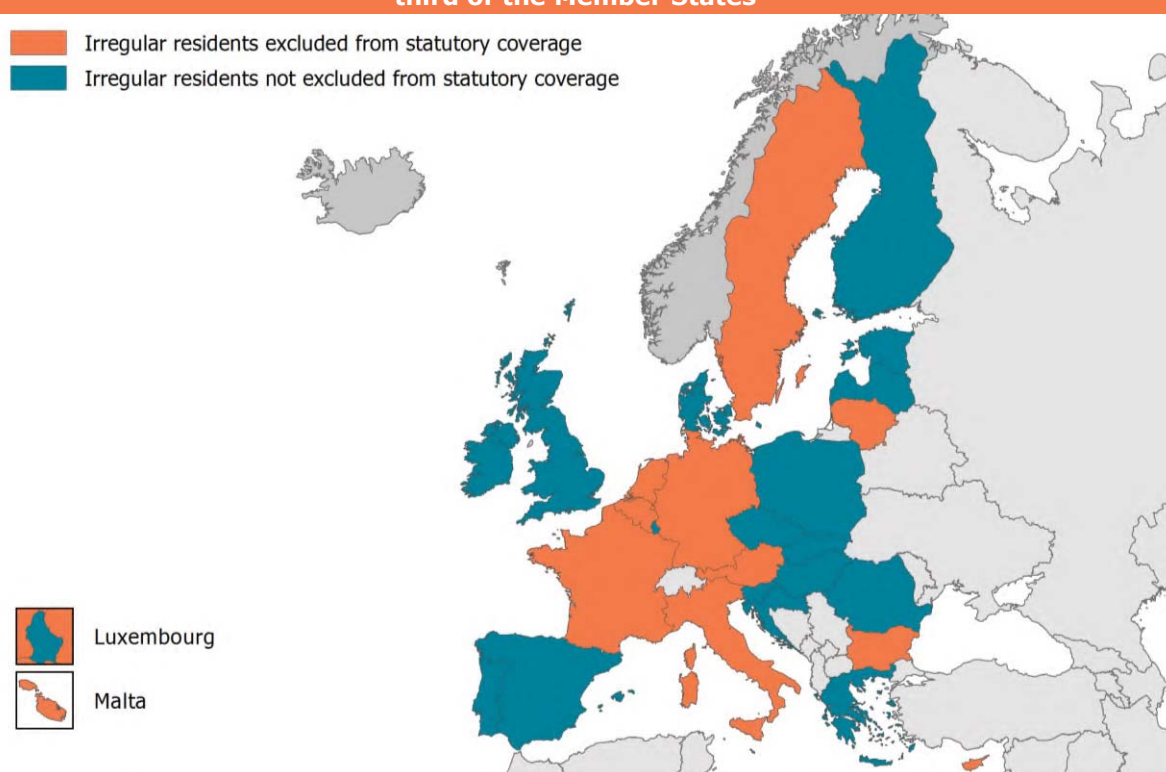 third of the Member States
Irregular residents excluded from statutory coverage
Irregular residents not excluded from statutory coverage
Luxembourg
Malta